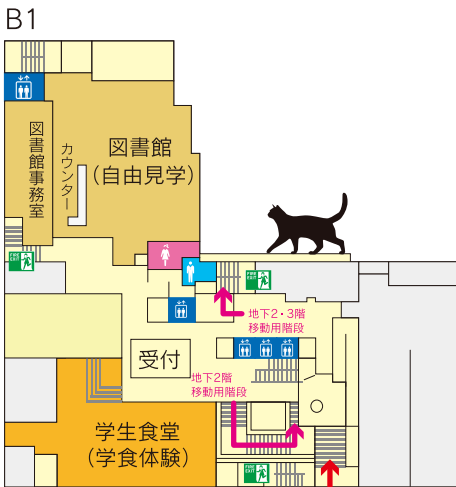 B1
図書館事務室
カウンター
図書館
(自由見学)
地下2・3階
移動用階段
受付
地下2階
移動用階段
学生食堂
(学食体験)